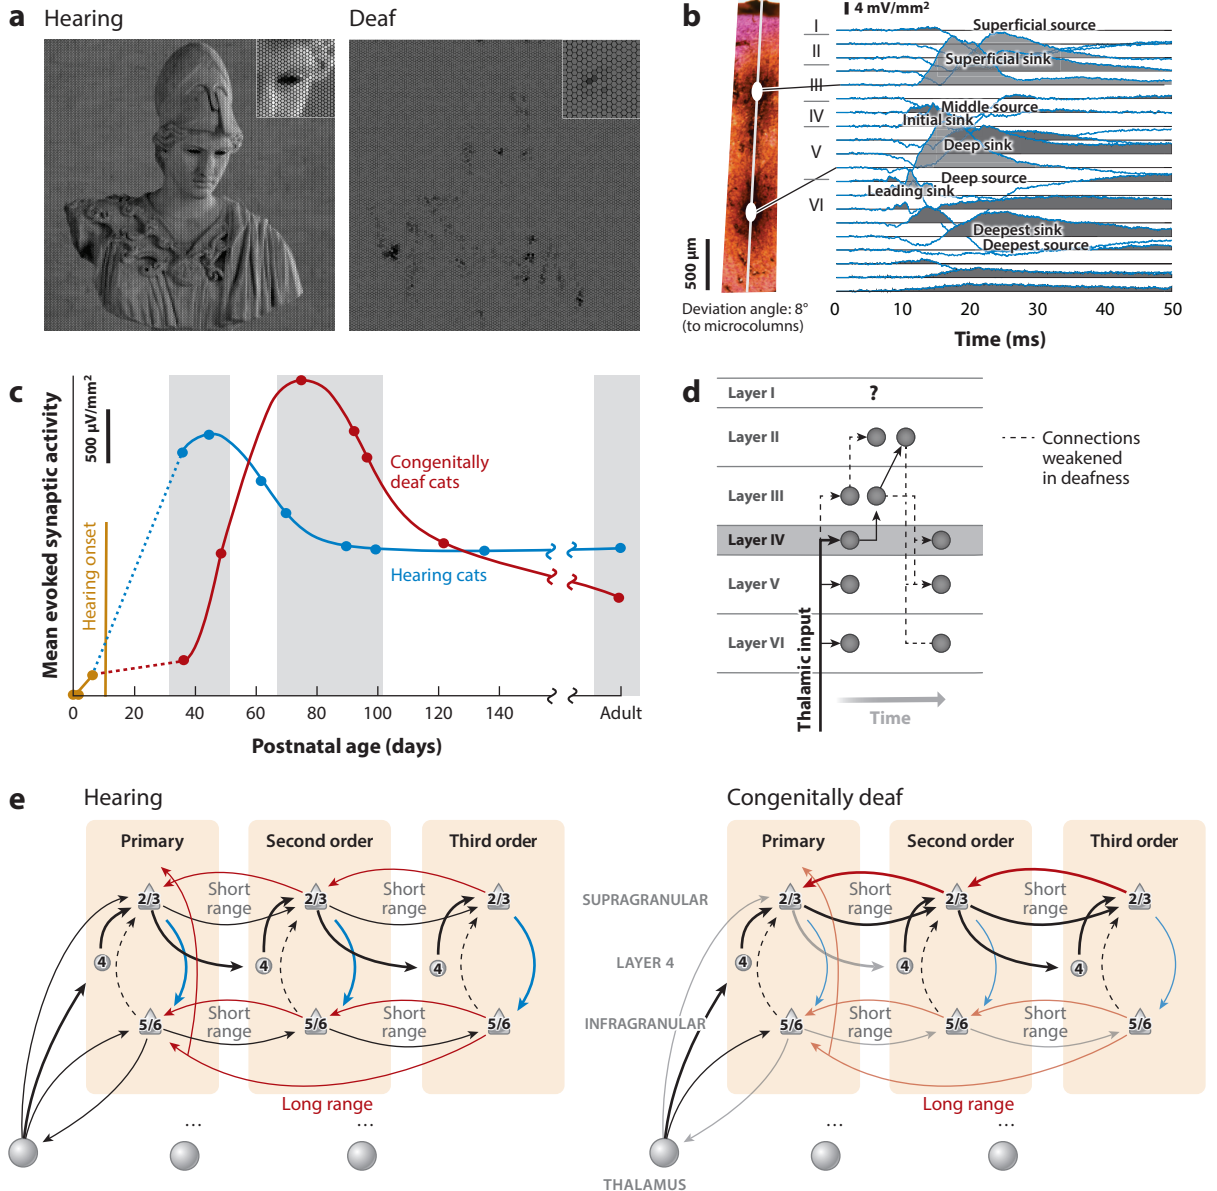 a Hearing
Deaf
b
4 mV/mm²
I
II
III
IV
V
VI
Superficial source
Superficial sink
Middle source
Initial sink
Deep sink
Deep source
Leading sink
Deepest sink
Deepest source
500 μm
Deviation angle: 8°
(to microcolumns)
0 10 20 30 40 50
Time (ms)
c
Mean evoked synaptic activity
500 μV/mm²
Hearing onset
Congenitally
deaf cats
Hearing cats
0 20 40 60 80 100 120 140 Adult
Postnatal age (days)
d
Layer I ?
Layer II
Layer III
Layer IV
Layer V
Layer VI
Thalamic input
Time
Connections
weakened
in deafness
e Hearing
Primary Second order Third order
2/3 Short range 2/3 Short range 2/3
4 4 4
5/6 Short range 5/6 Short range 5/6
Long range
... ...
SUPRAGRANULAR
LAYER 4
INFRAGRANULAR
THALAMUS
Congenitally deaf
Primary Second order Third order
2/3 Short range 2/3 Short range 2/3
4 4 4
5/6 Short range 5/6 Short range 5/6
Long range
... ...